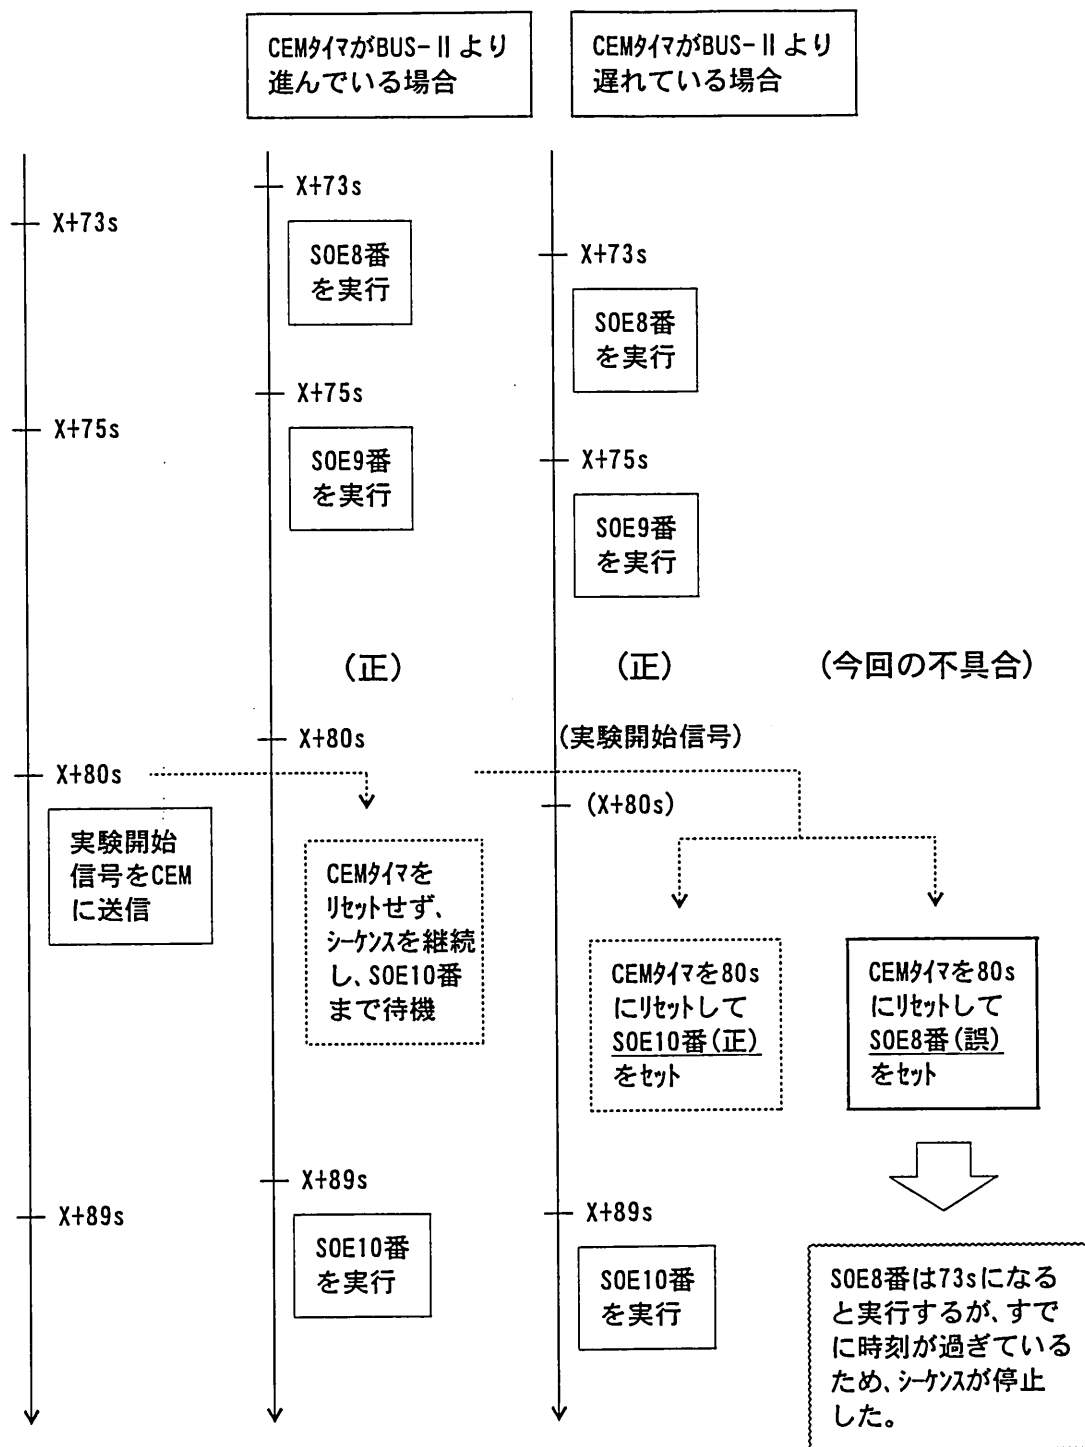 CEMタイマがBUS-Ⅱより
進んでいる場合
CEMタイマがBUS-Ⅱより
遅れている場合
X+73s
X+75s
X+80s
実験開始
信号をCEM
に送信
X+89s
X+73s
SOE8番
を実行
X+75s
SOE9番
を実行
(正)
X+80s
CEMタイマを
リセットせず、
シーケンスを継続
し、SOE10番
まで待機
X+89s
SOE10番
を実行
X+73s
SOE8番
を実行
X+75s
SOE9番
を実行
(正)
(今回の不具合)
(実験開始信号)
(X+80s)
CEMタイマを80s
にリセットして
SOE10番(正)
をセット
CEMタイマを80s
にリセットして
SOE8番(誤)
をセット
X+89s
SOE10番
を実行
SOE8番は73sになる
と実行するが、すで
に時刻が過ぎている
ため、シーケンスが停止
した。